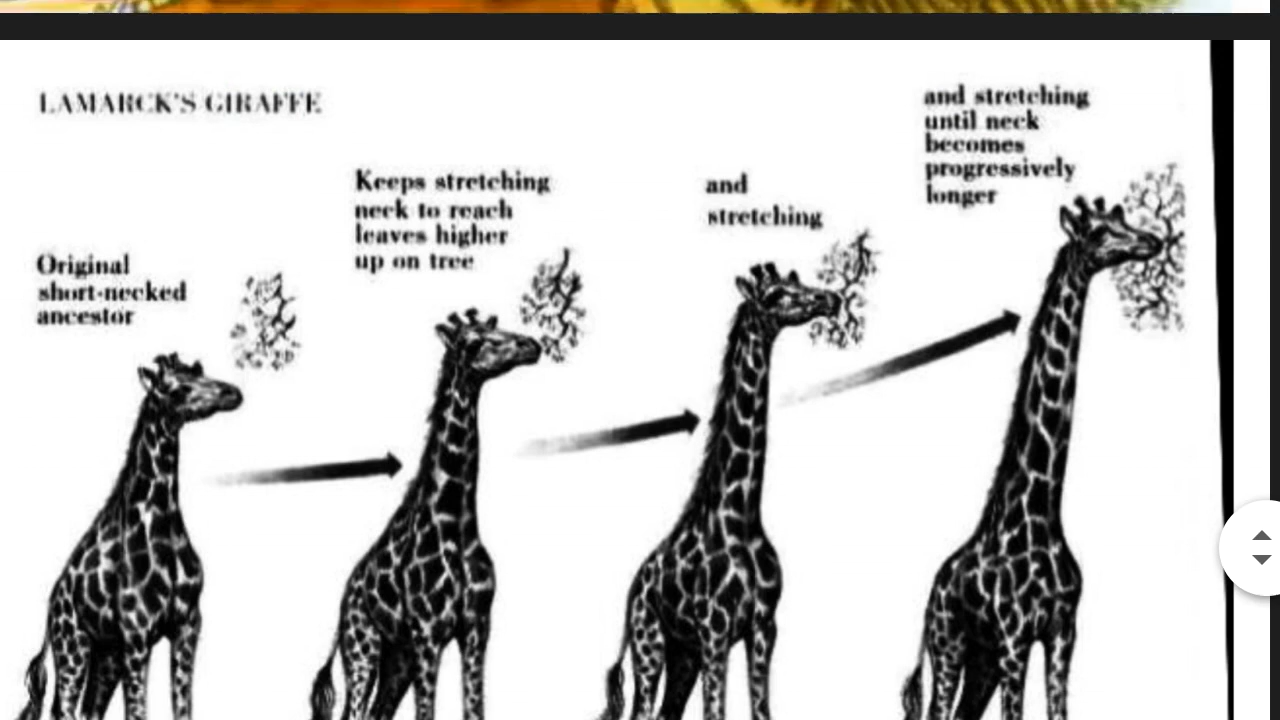 LAMARCK'S GIRAFFE
Original
short-necked
ancestor
Keeps stretching
neck to reach
leaves higher
up on tree
and
stretching
and stretching
until neck
becomes
progressively
longer